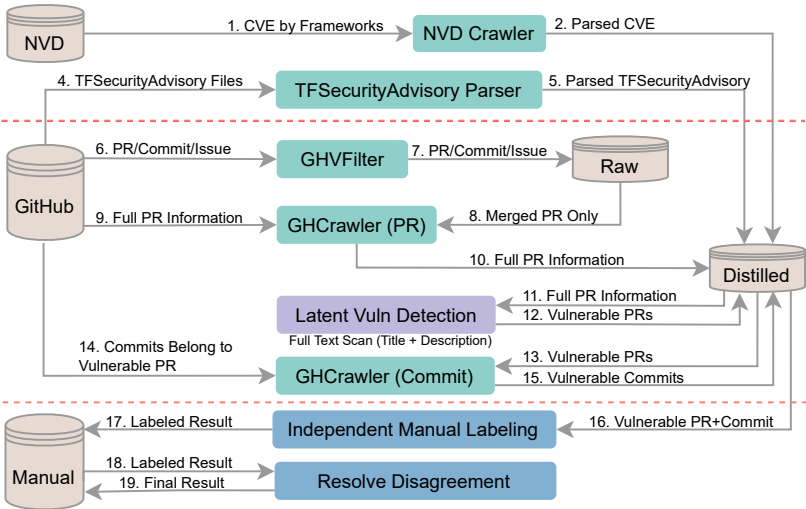 NVD
1. CVE by Frameworks
NVD Crawler
2. Parsed CVE
4. TFSecurityAdvisory Files
TFSecurityAdvisory Parser
5. Parsed TFSecurityAdvisory
GitHub
6. PR/Commit/Issue
GHVFilter
7. PR/Commit/Issue
Raw
9. Full PR Information
GHCrawler (PR)
8. Merged PR Only
10. Full PR Information
Distilled
Latent Vuln Detection
11. Full PR Information
12. Vulnerable PRs
Full Text Scan (Title + Description)
14. Commits Belong to
Vulnerable PR
GHCrawler (Commit)
13. Vulnerable PRs
15. Vulnerable Commits
Manual
17. Labeled Result
Independent Manual Labeling
16. Vulnerable PR+Commit
18. Labeled Result
19. Final Result
Resolve Disagreement